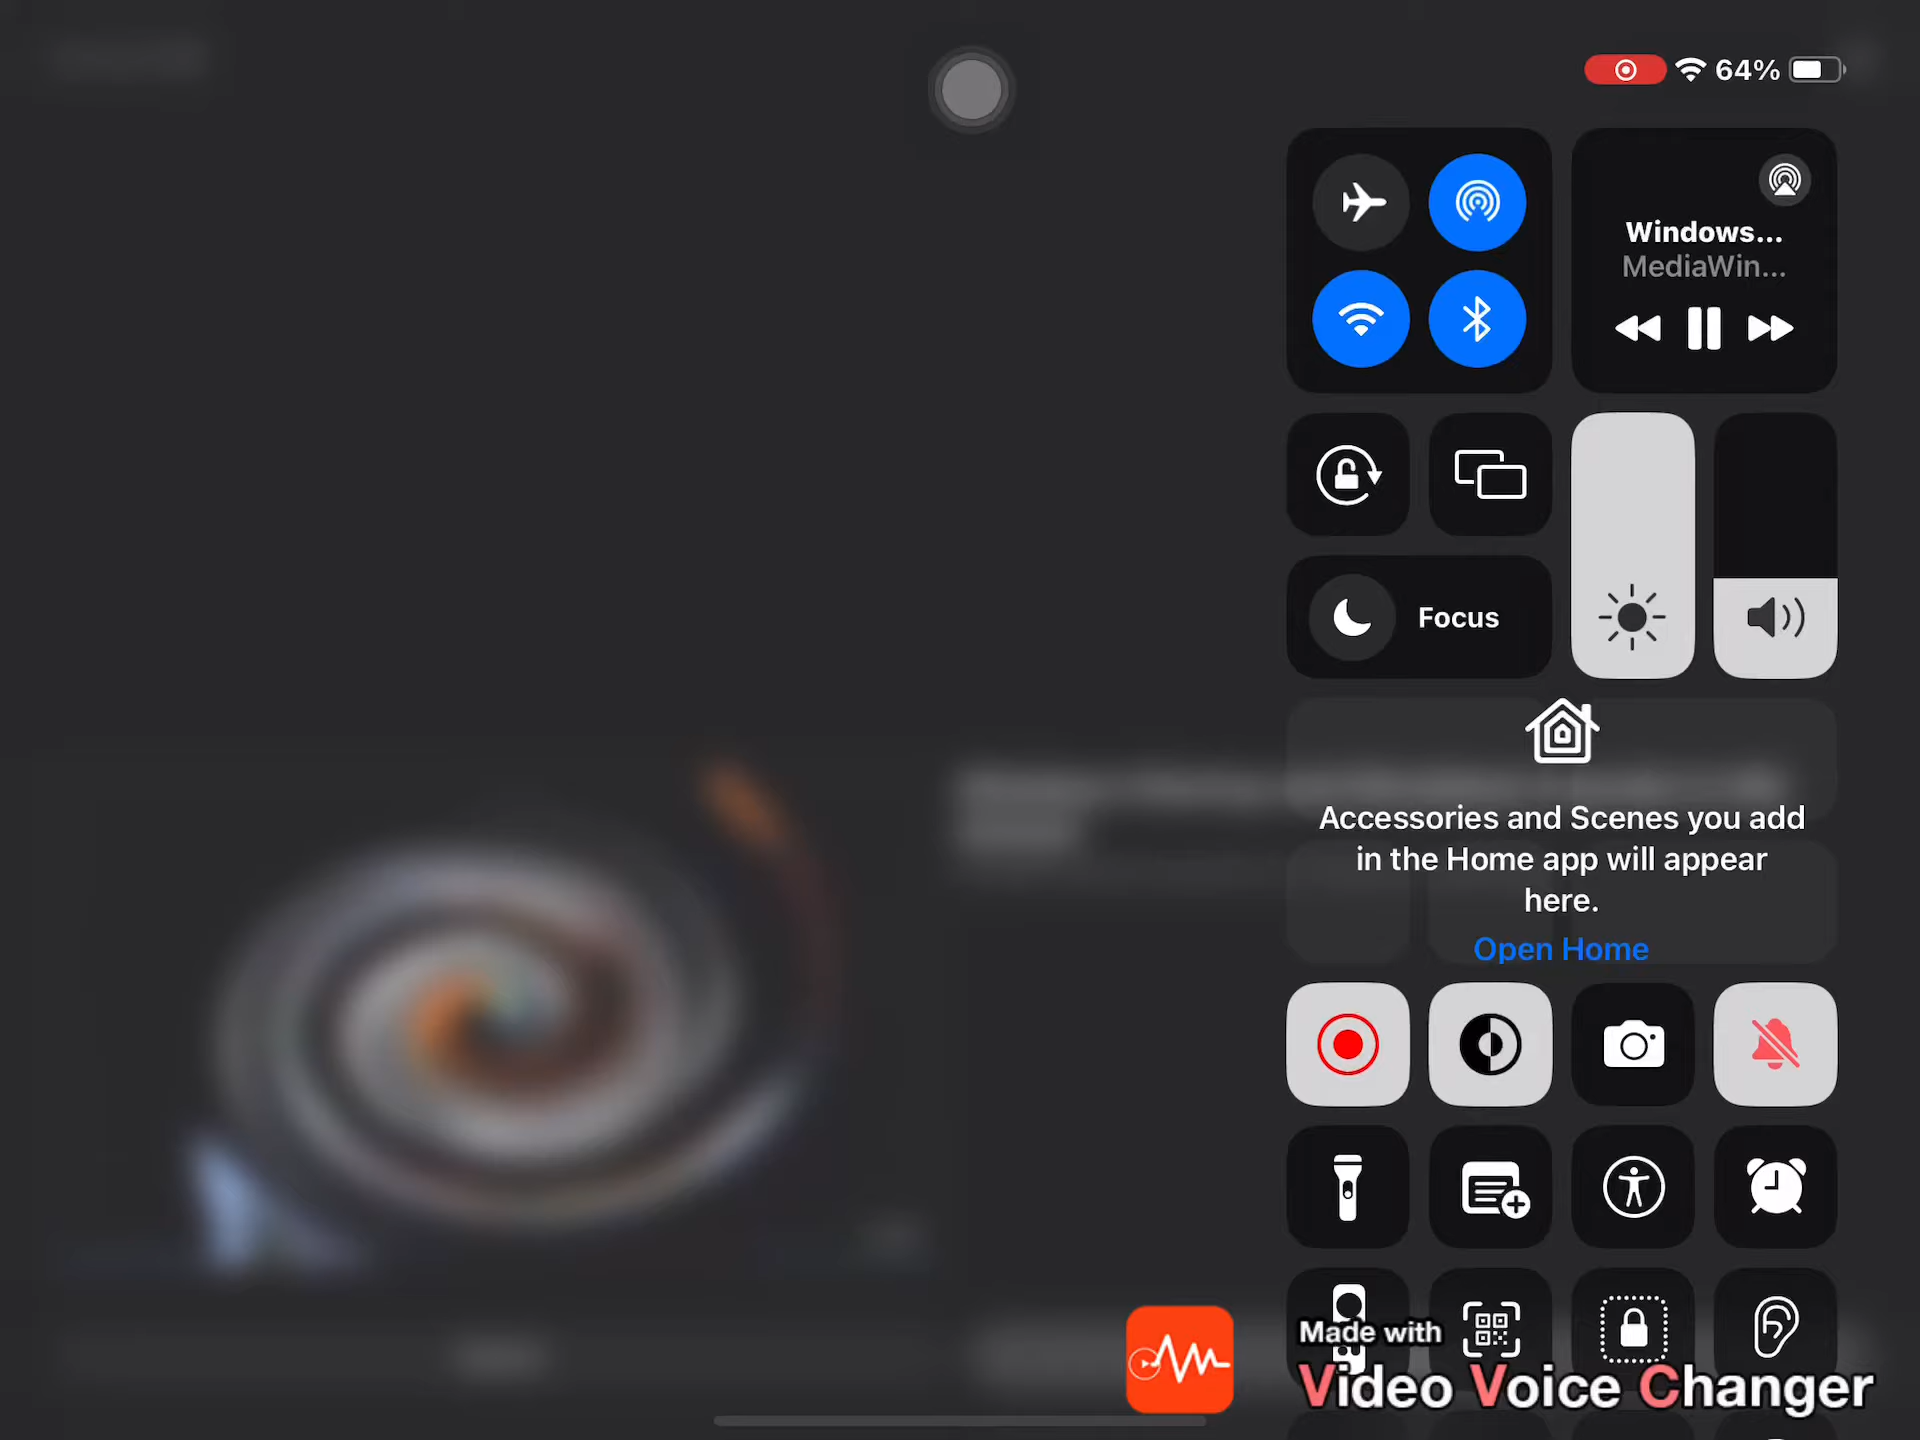 64%
Windows...
MediaWin...
Focus
Accessories and Scenes you add
in the Home app will appear
here.
Open Home
Made with
Video Voice Changer